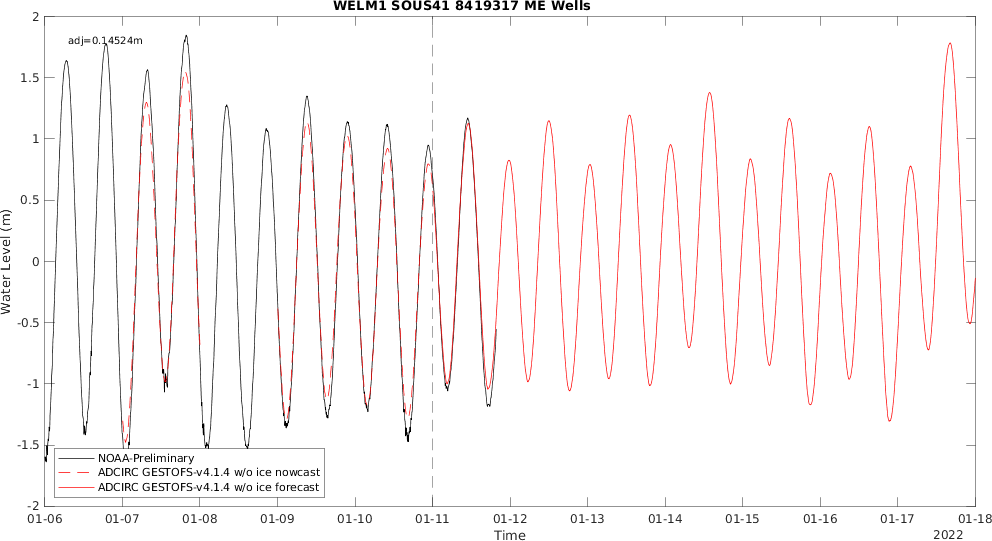 WELM1 SOUS41 8419317 ME Wells
adj=0.14524m
2
1.5
1
0.5
0
-0.5
-1
-1.5
-2
Water Level (m)
NOAA-Preliminary
ADCIRC GESTOFS-v4.1.4 w/o ice nowcast
ADCIRC GESTOFS-v4.1.4 w/o ice forecast
01-06 01-07 01-08 01-09 01-10 01-11 01-12 01-13 01-14 01-15 01-16 01-17 01-18
Time
2022